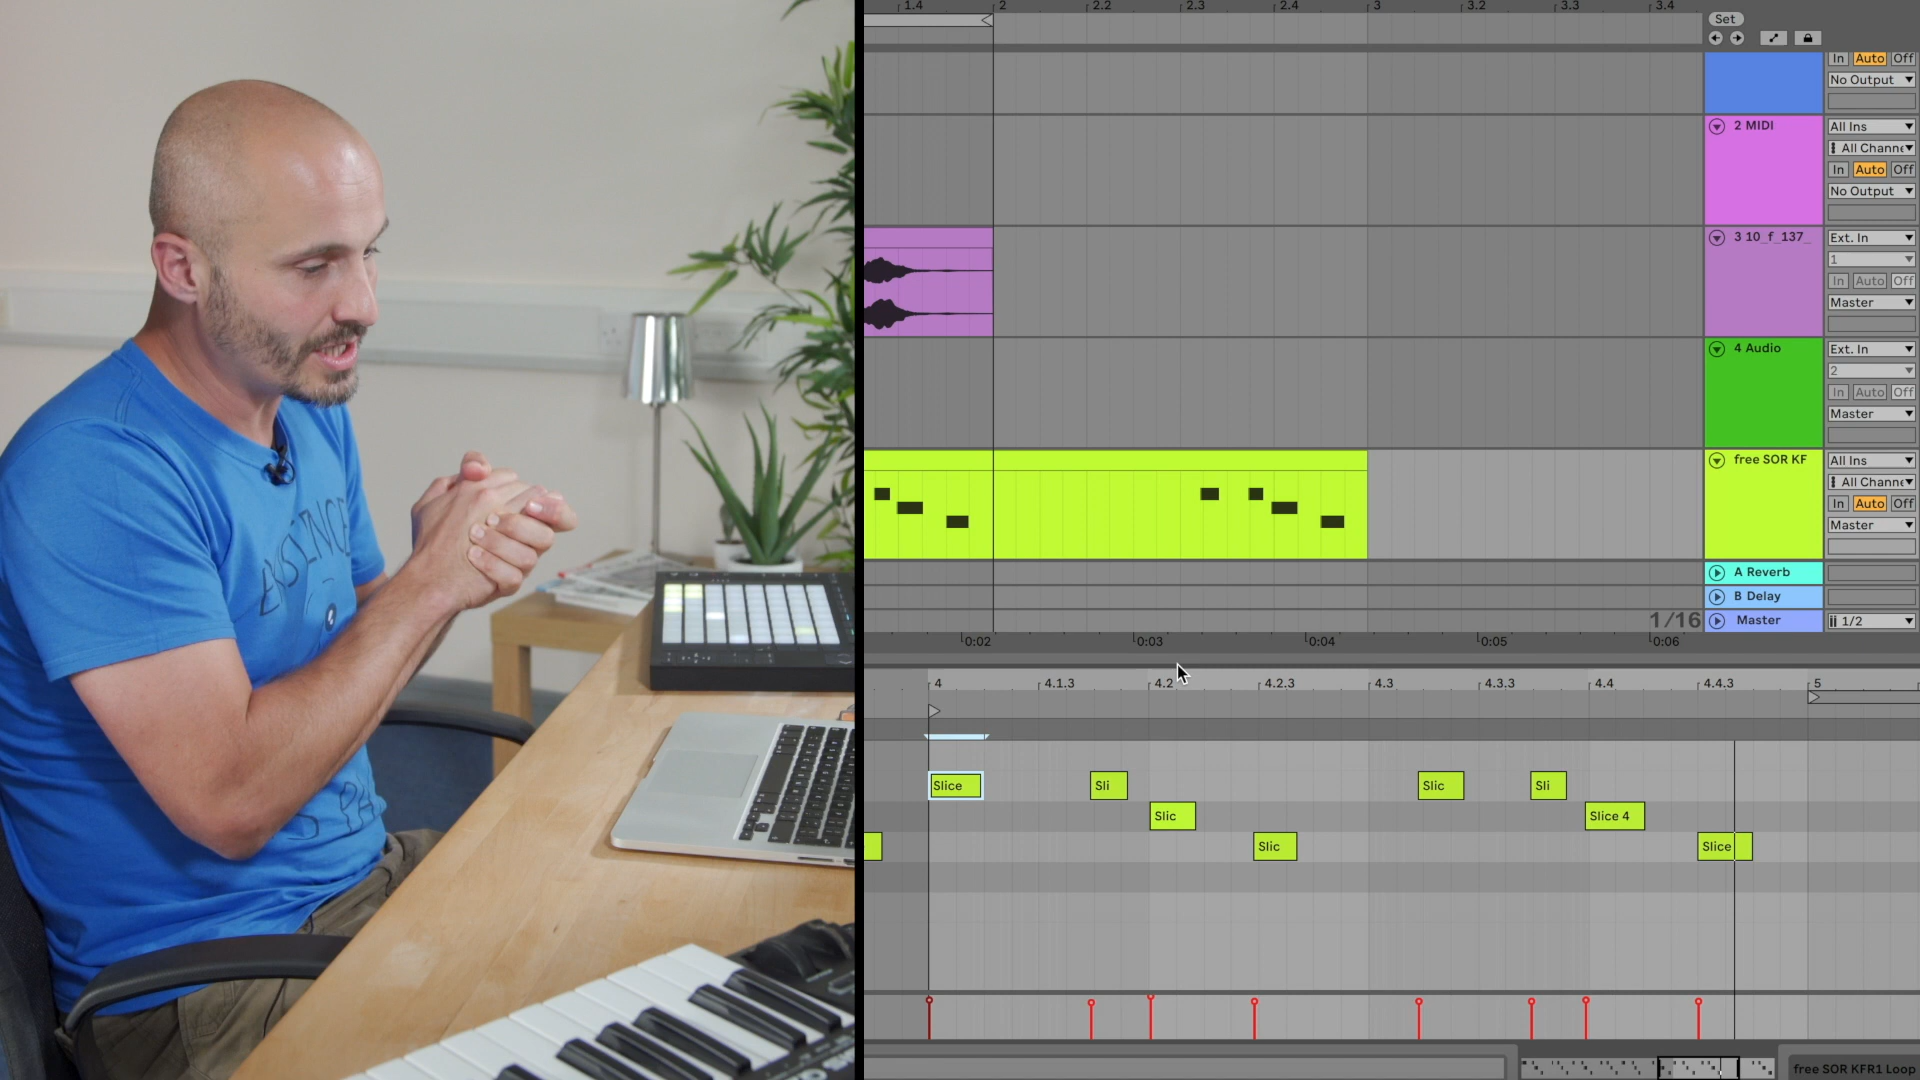 1.4 2 2.2 2.3 2.4 3 3.2 3.3 3.4
Set
In Auto Off
No Output
2 MIDI
All Ins
All Channe
In Auto Off
No Output
3 10_f_137_
Ext. In
1
In Auto Off
Master
4 Audio
Ext. In
2
In Auto Off
Master
free SOR KF
All Ins
All Channe
In Auto Off
Master
A Reverb
B Delay
1/16
Master
1/2
0:02 0:03 0:04 0:05 0:06
4 4.1.3 4.2 4.2.3 4.3 4.3.3 4.4 4.4.3 5
Slice Sli Slic Sli
Slic Slice 4
Slic Slice
free SOR KFR1 Loop